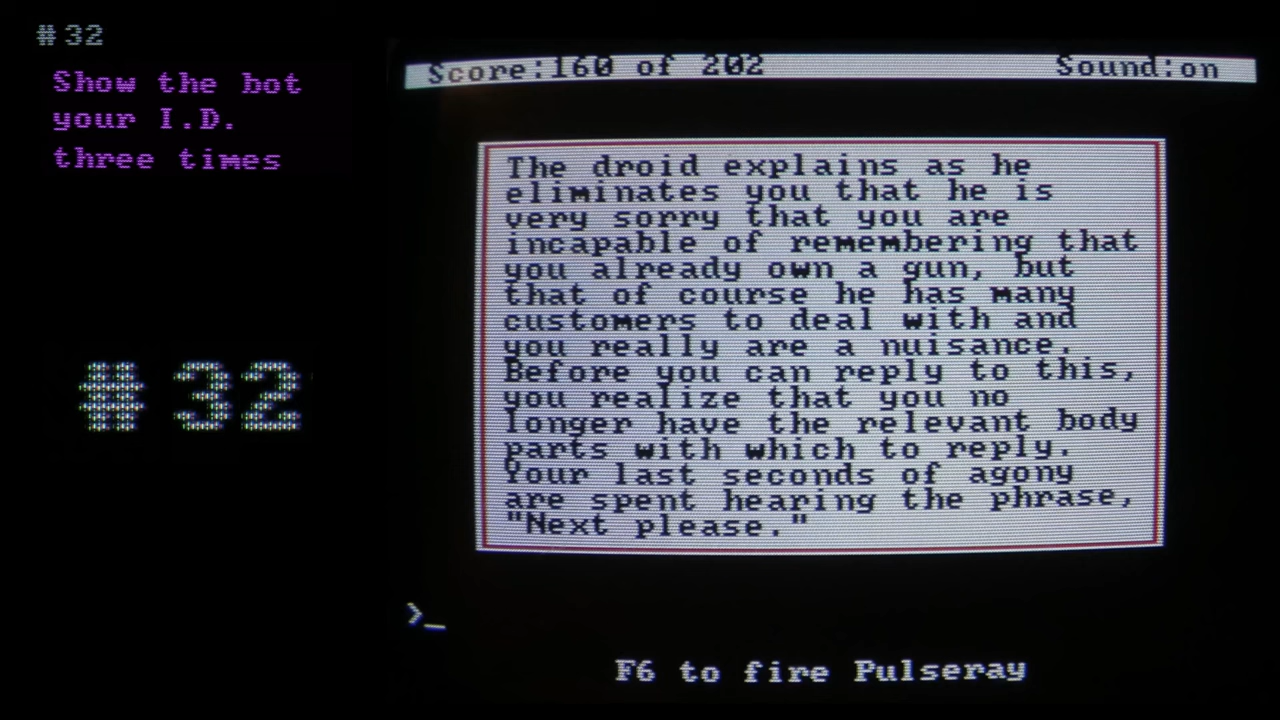 #32
Show the bot
your I.D.
three times
#32
Score:160 of 202 Sound:on
The droid explains as he
eliminates you that he is
very sorry that you are
incapable of remembering that
you already own a gun, but
that of course he has many
customers to deal with and
you really are a nuisance.
Before you can reply to this,
you realize that you no
longer have the relevant body
parts with which to reply.
Your last seconds of agony
are spent hearing the phrase,
"Next please."
>_
F6 to fire Pulseray